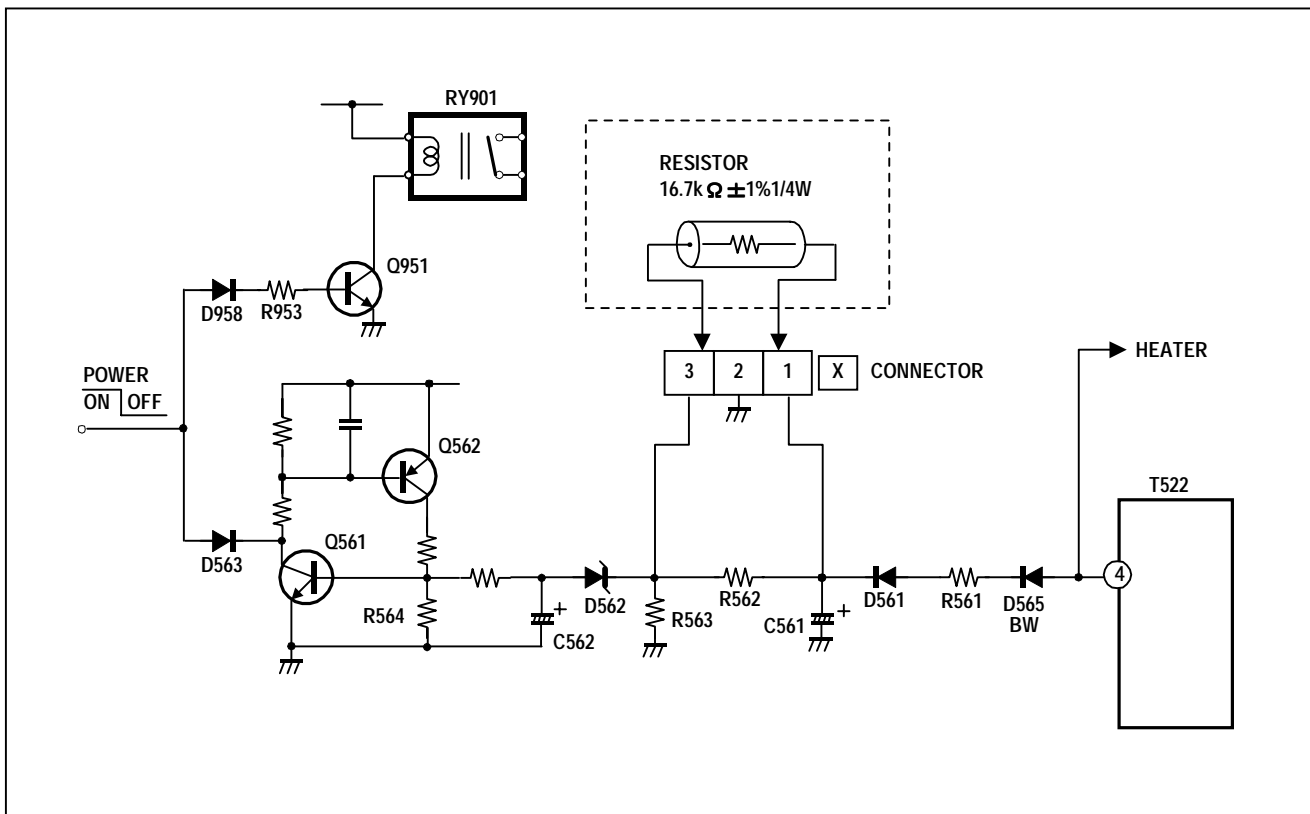 RY901
RESISTOR
16.7k Ω ±1%1/4W
Q951
D958
R953
3 2 1 X CONNECTOR
HEATER
POWER
ON OFF
Q562
T522
D563
Q561
4
R564
D562
C562
R563
R562
C561
D561
R561
D565
BW
+
+